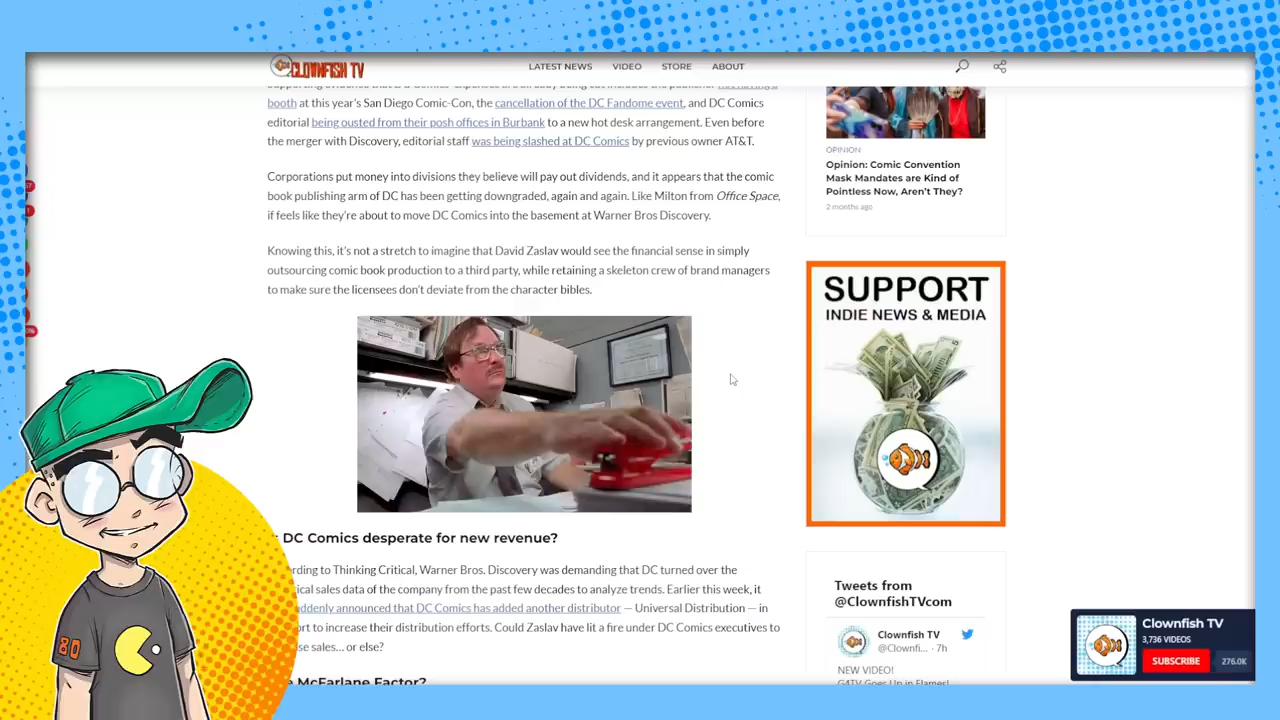 CLOWNFISH TV
LATEST NEWS VIDEO STORE ABOUT
booth at this year's San Diego Comic-Con, the cancellation of the DC Fandome event, and DC Comics
editorial being ousted from their posh offices in Burbank to a new hot desk arrangement. Even before
the merger with Discovery, editorial staff was being slashed at DC Comics by previous owner AT&T.
Corporations put money into divisions they believe will pay out dividends, and it appears that the comic
book publishing arm of DC has been getting downgraded, again and again. Like Milton from Office Space,
if feels like they're about to move DC Comics into the basement at Warner Bros Discovery.
Knowing this, it's not a stretch to imagine that David Zaslav would see the financial sense in simply
outsourcing comic book production to a third party, while retaining a skeleton crew of brand managers
to make sure the licensees don't deviate from the character bibles.
DC Comics desperate for new revenue?
Thinking Critical, Warner Bros. Discovery was demanding that DC turned over the
sales data of the company from the past few decades to analyze trends. Earlier this week, it
announced that DC Comics has added another distributor — Universal Distribution — in
to increase their distribution efforts. Could Zaslav have lit a fire under DC Comics executives to
sales… or else?
McFarlane Factor?
OPINION
Opinion: Comic Convention
Mask Mandates are Kind of
Pointless Now, Aren't They?
2 months ago
SUPPORT
INDIE NEWS & MEDIA
Tweets from
@ClownfishTVcom
Clownfish TV
@Clownfi... · 7h
NEW VIDEO!
G4TV Goes Up in Flames!
80
Clownfish TV
3,736 VIDEOS
SUBSCRIBE 276.0K